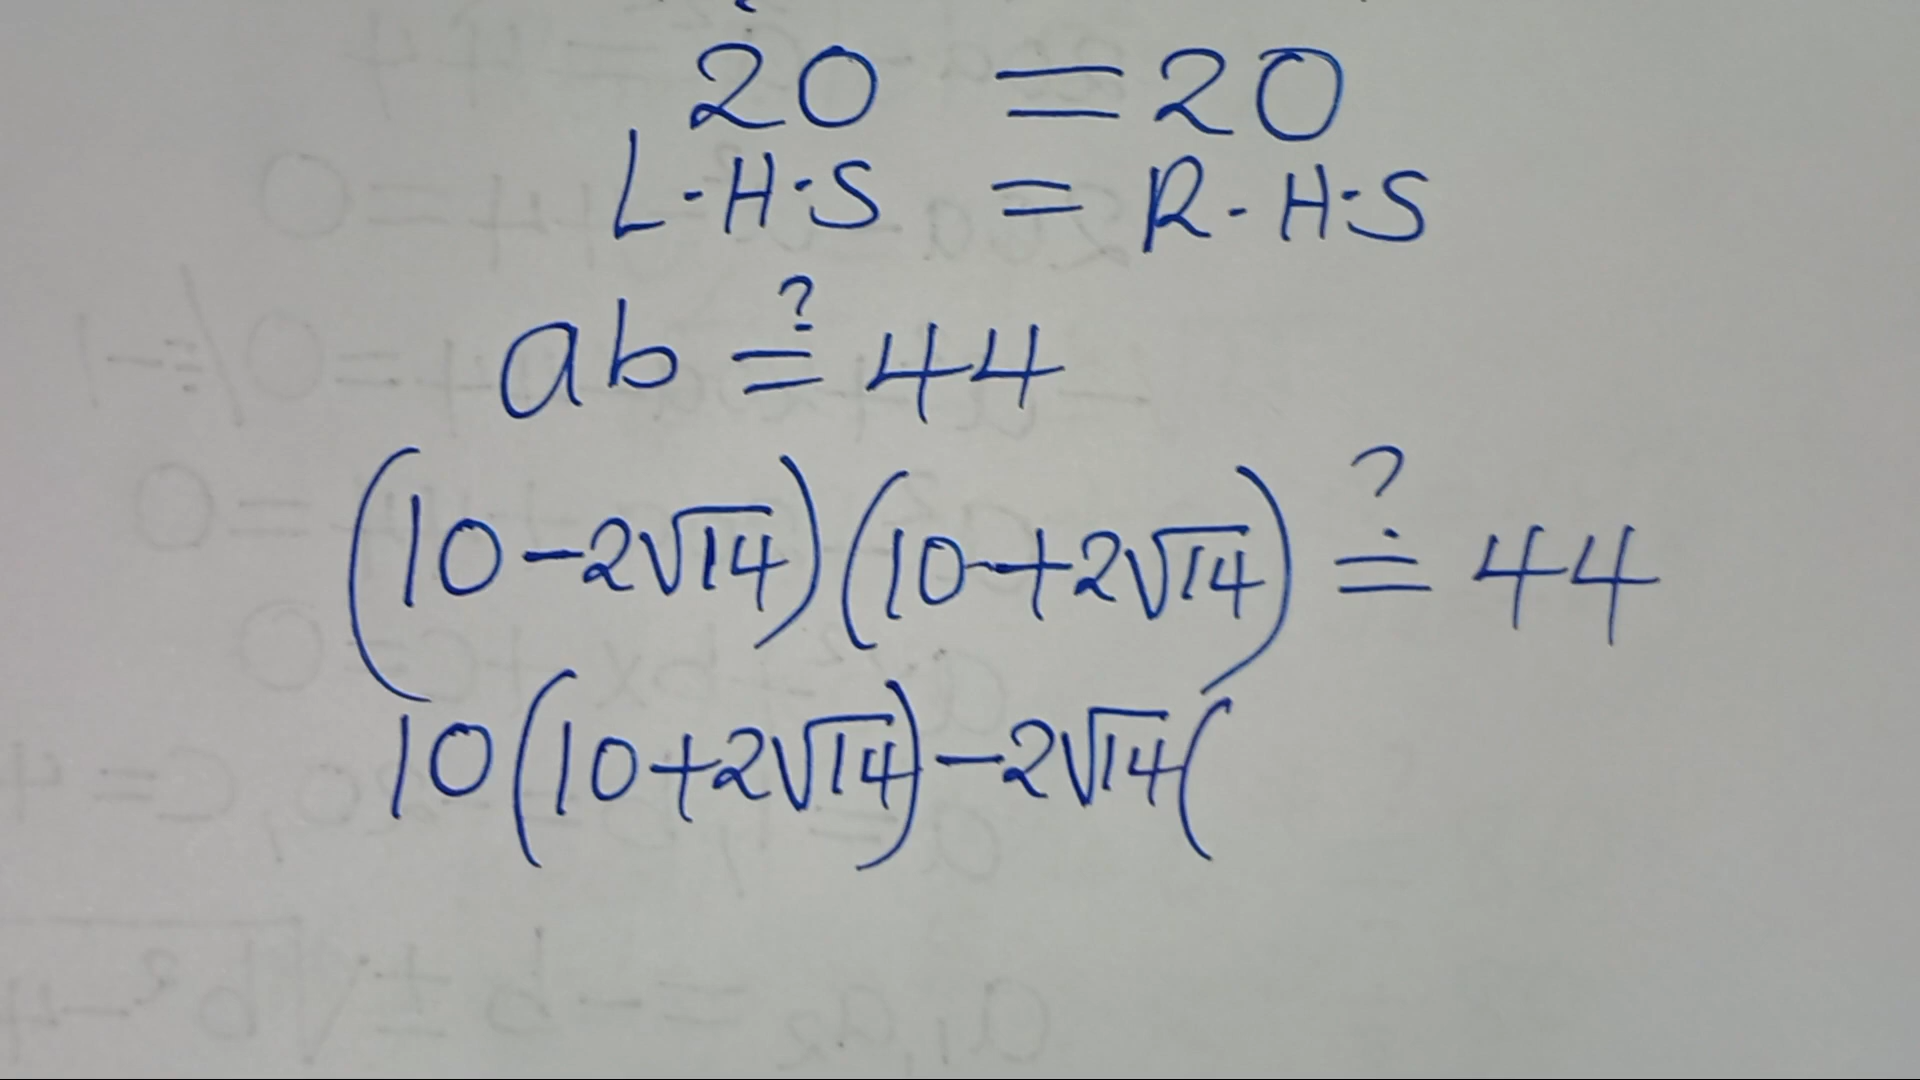 20 = 20
L.H.S = R.H.S
ab ≟ 44
(10-2√14)(10+2√14) ≟ 44
10(10+2√14)-2√14(